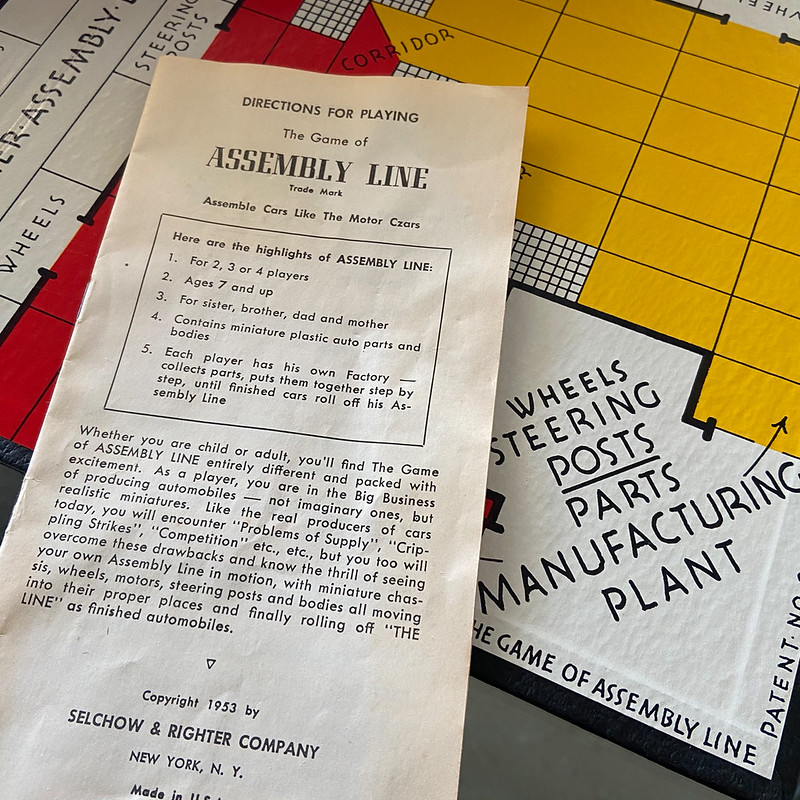 DIRECTIONS FOR PLAYING
The Game of
ASSEMBLY LINE
Trade Mark
Assemble Cars Like The Motor Czars
Here are the highlights of ASSEMBLY LINE:
1. For 2, 3 or 4 players
2. Ages 7 and up
3. For sister, brother, dad and mother
4. Contains miniature plastic auto parts and
bodies
5. Each player has his own Factory —
collects parts, puts them together step by
step, until finished cars roll off his As-
sembly Line
Whether you are child or adult, you'll find The Game
of ASSEMBLY LINE entirely different and packed with
excitement. As a player, you are in the Big Business
of producing automobiles — not imaginary ones, but
realistic miniatures. Like the real producers of cars
today, you will encounter "Problems of Supply", "Crip-
pling Strikes", "Competition" etc., etc., but you too will
overcome these drawbacks and know the thrill of seeing
your own Assembly Line in motion, with miniature chas-
sis, wheels, motors, steering posts and bodies all moving
into their proper places and finally rolling off "THE
LINE" as finished automobiles.
Copyright 1953 by
SELCHOW & RIGHTER COMPANY
NEW YORK, N. Y.
Made in U.S.
STEERING
POSTS
ASSEMBLY
WHEELS
CORRIDOR
WHEEL
WHEELS
STEERING
POSTS
PARTS
MANUFACTURING
PLANT
THE GAME OF ASSEMBLY LINE
PATENT NO